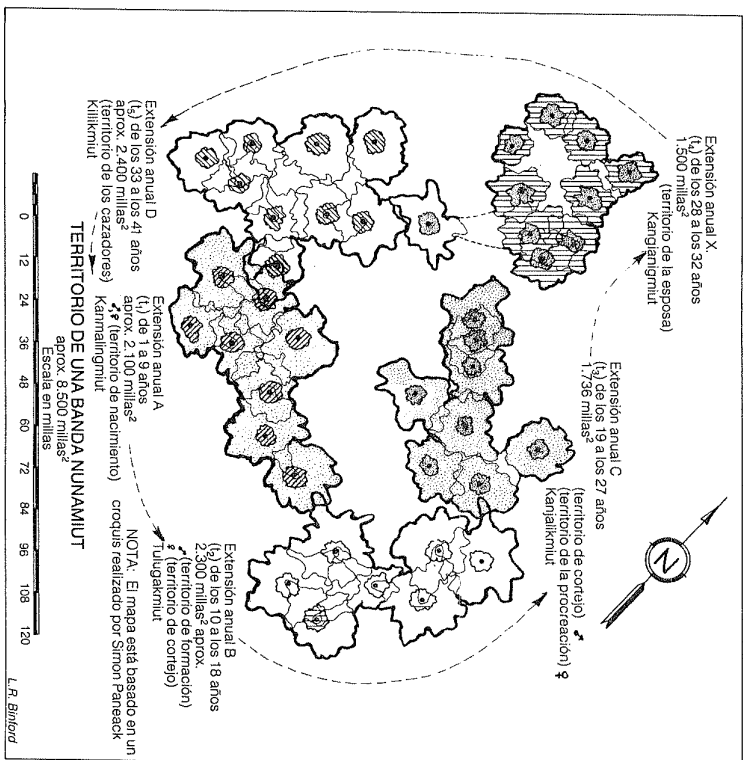 Extensión anual X.
(t₄) de los 28 a los 32 años
1.500 millas²
(territorio de la esposa)
Kangianigmiut
Extensión anual D
(t₅) de los 33 a los 41 años
aprox. 2.400 millas²
(territorio de los cazadores)
Killikmiut
Extensión anual C
(t₃) de los 19 a los 27 años
1.736 millas²
(territorio de cortejo) ♂
(territorio de la procreación) ♀
Kanjalikmiut
N
Extensión anual A
(t₁) de 1 a 9 años
aprox. 2.100 millas²
♂,♀ (territorio de nacimiento)
Kanmalingmiut
Extensión anual B
(t₂) de los 10 a los 18 años
2.300 millas² aprox.
♂ (territorio de formación)
♀ (territorio de cortejo)
Tulugakmiut
NOTA: El mapa está basado en un
croquis realizado por Simon Paneack
TERRITORIO DE UNA BANDA NUNAMIUT
aprox. 8.500 millas²
Escala en millas
0 12 24 36 48 60 72 84 96 108 120
L.R. Binford